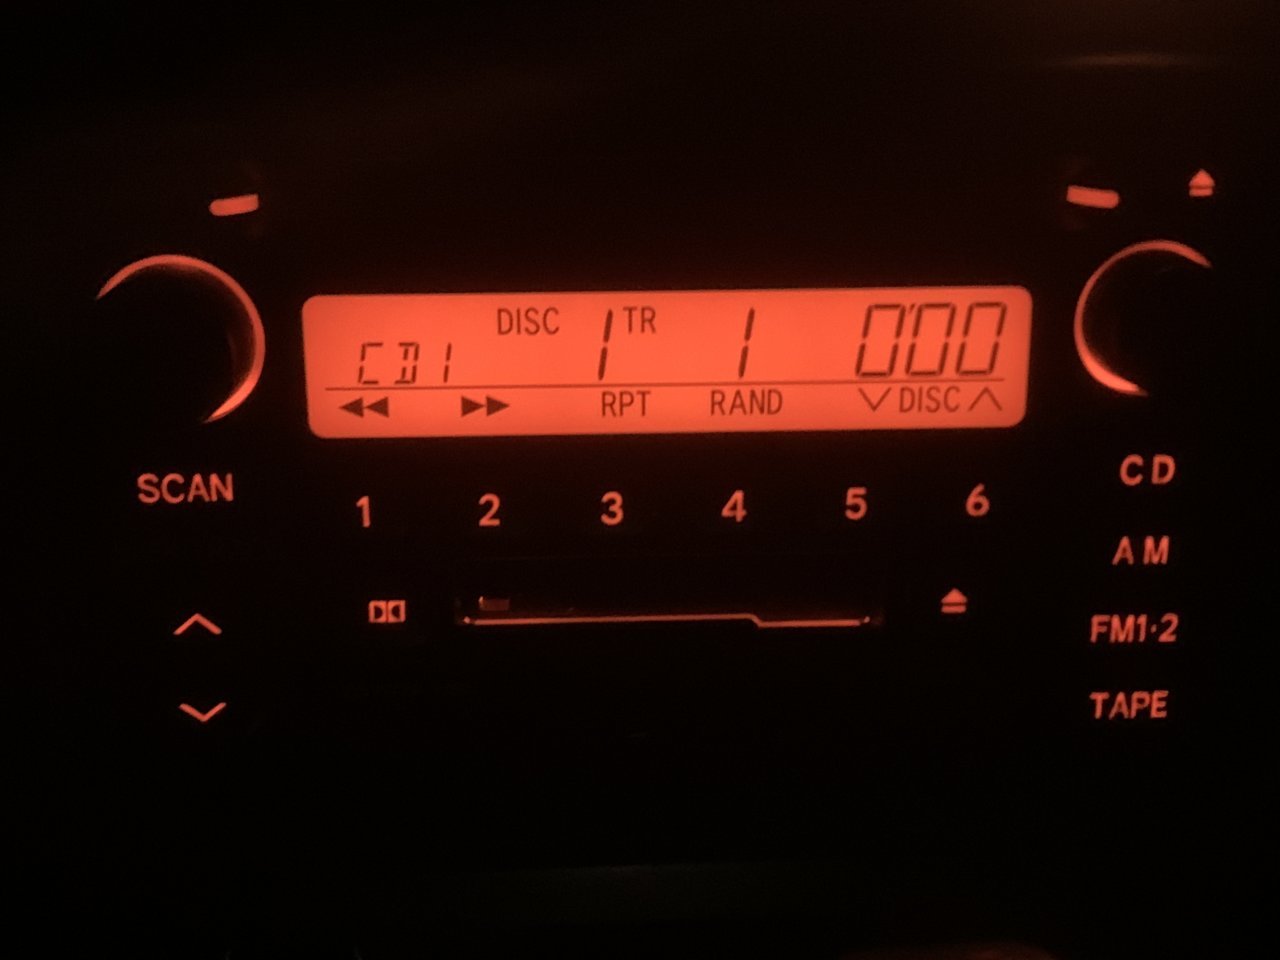 DISC 1 TR 1 0'00
CD1
RPT RAND DISC
SCAN
1 2 3 4 5 6
CD
AM
FM1·2
TAPE